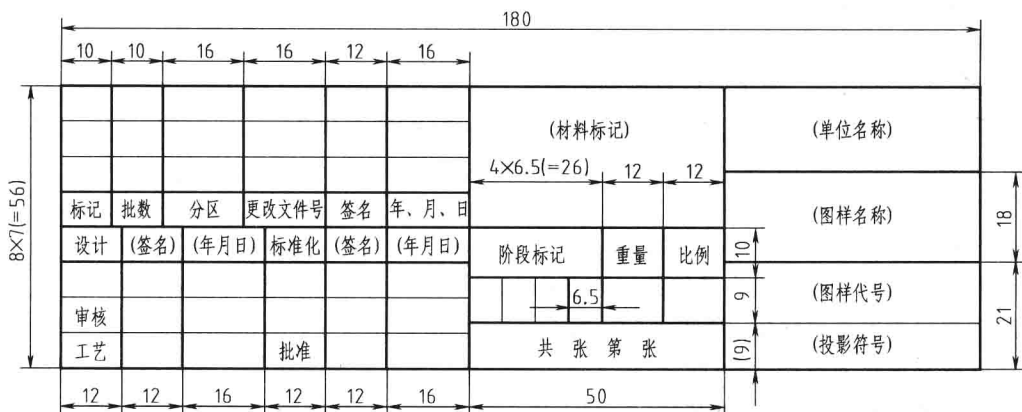 180
10 10 16 16 12 16
(材料标记)
(单位名称)
4×6.5(=26) 12 12
8×7(=56)
标记 批数 分区 更改文件号 签名 年、月、日
(图样名称)
18
设计 (签名) (年月日) 标准化 (签名) (年月日)
阶段标记 重量 比例
10
6.5
9
(图样代号)
21
审核
工艺 批准
共 张 第 张
(9)
(投影符号)
12 12 16 12 12 16 50